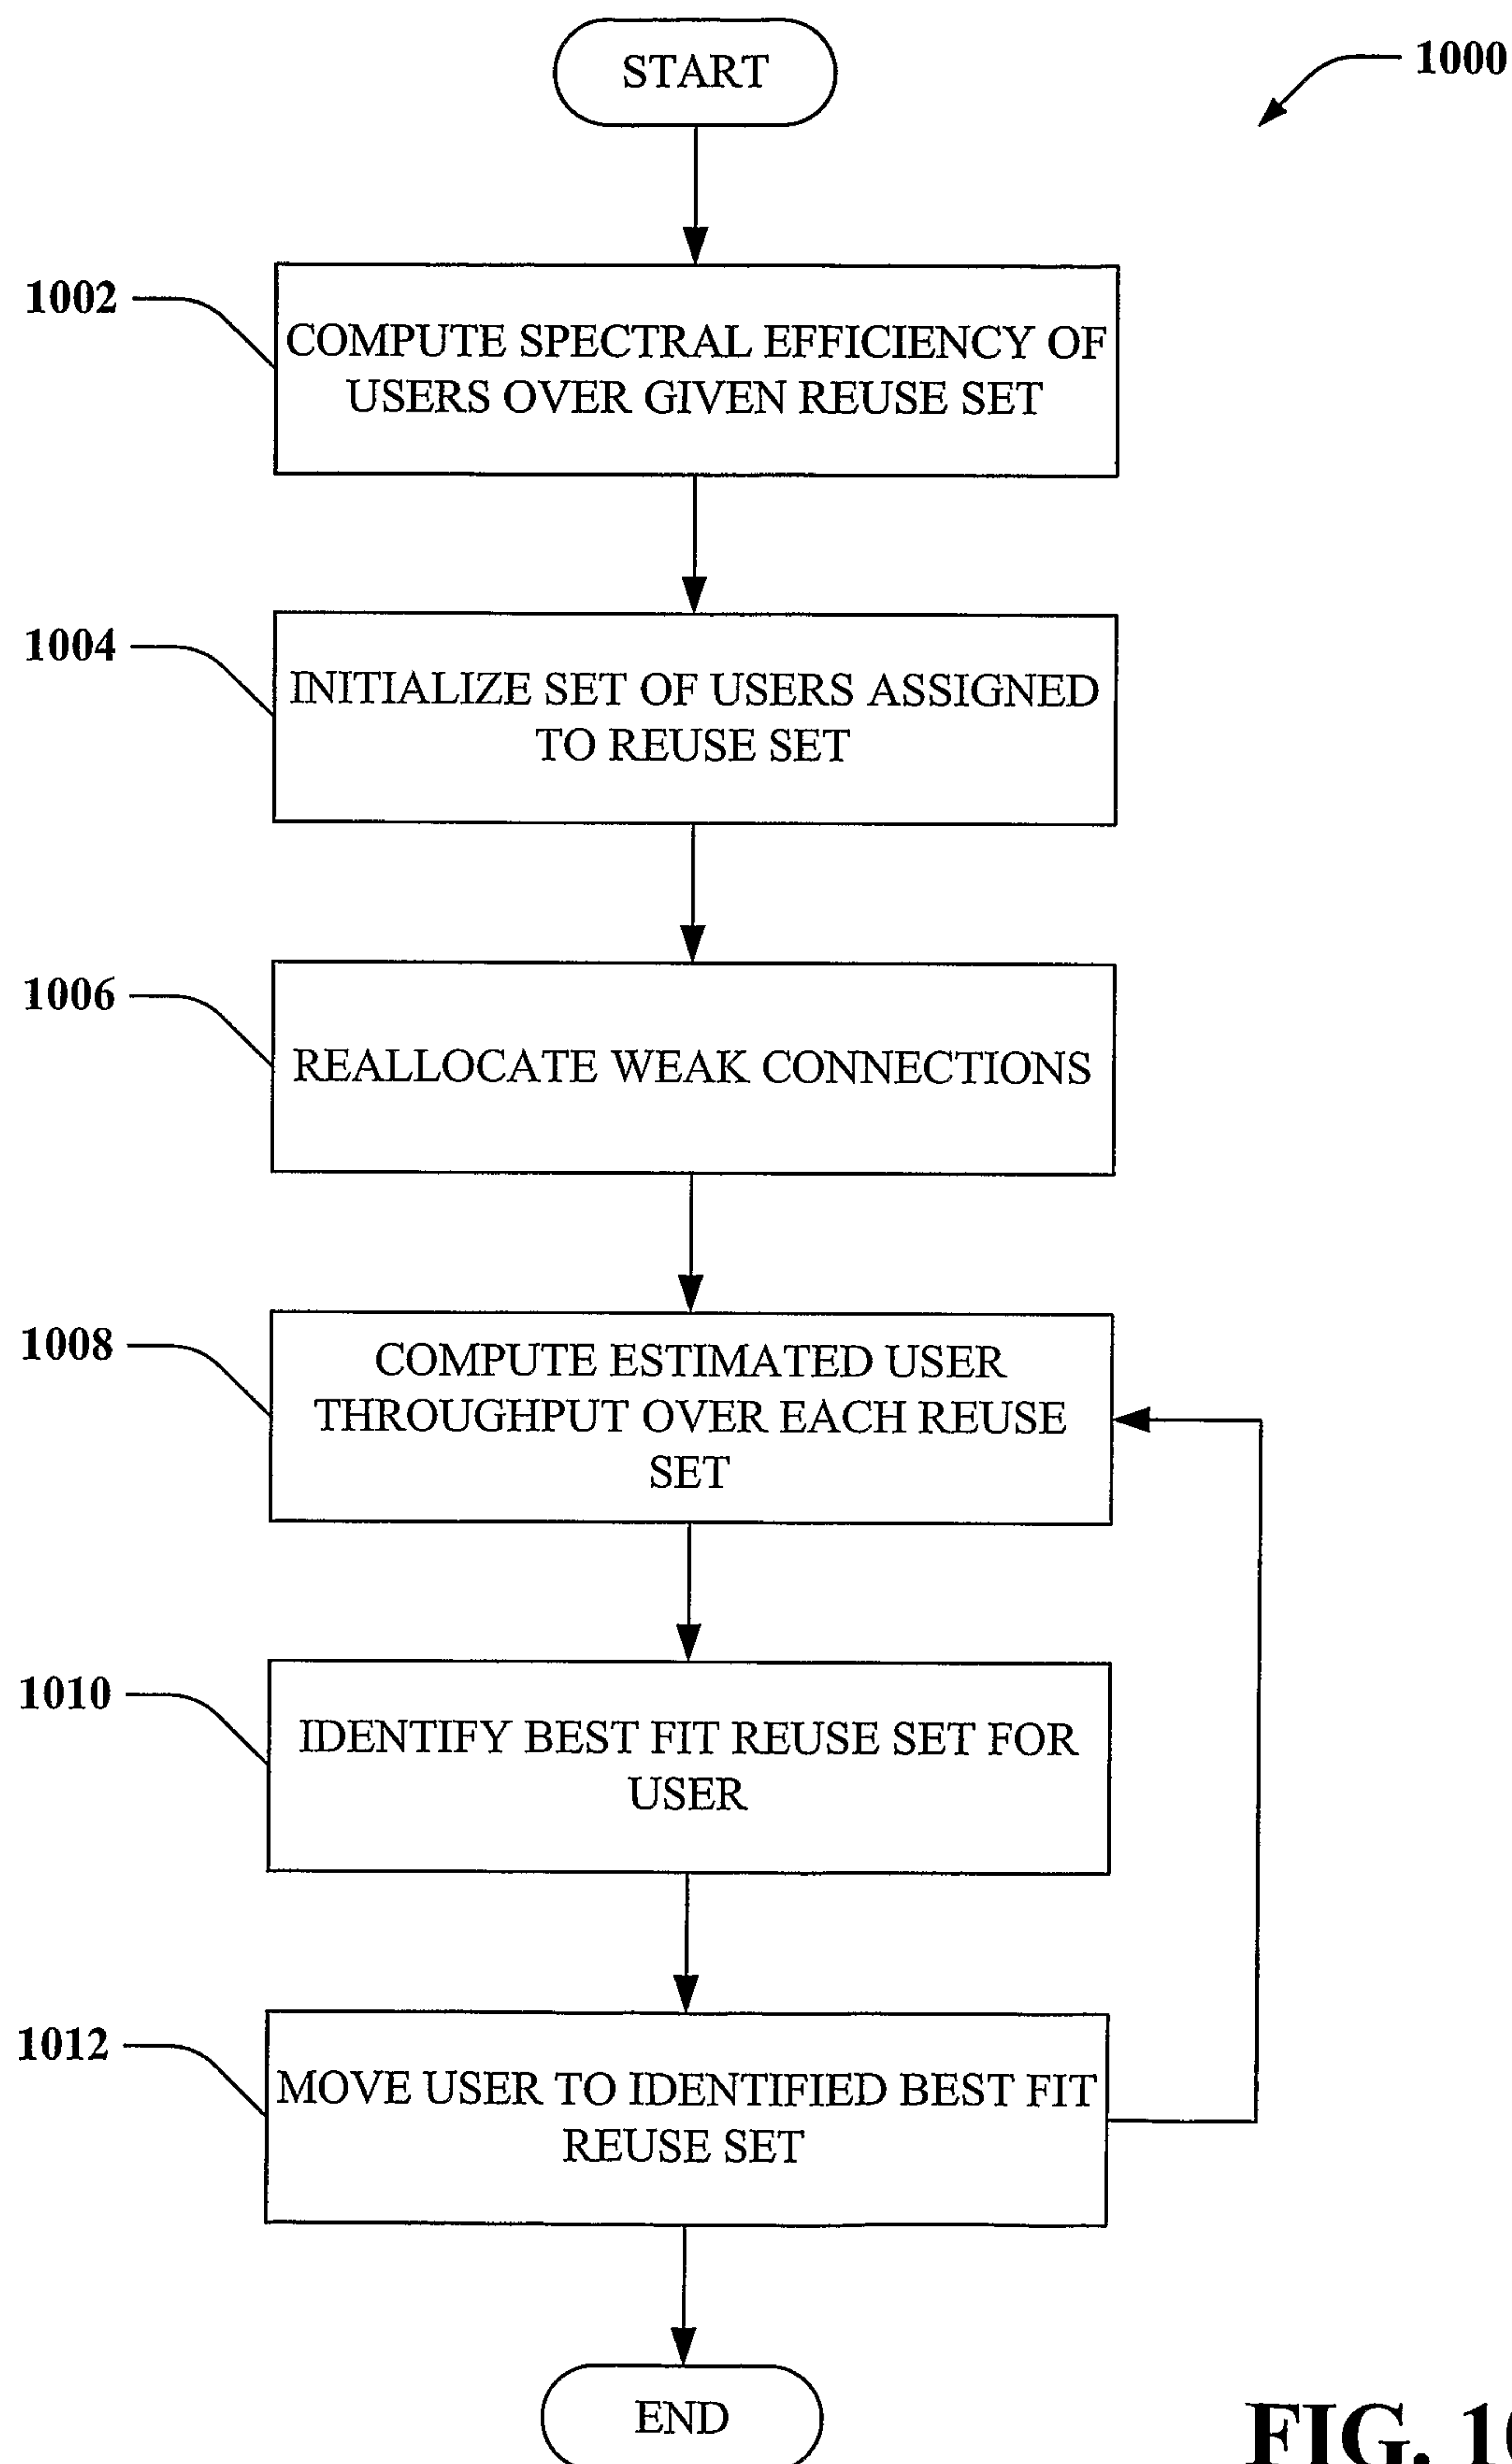 START
1000
1002
COMPUTE SPECTRAL EFFICIENCY OF
USERS OVER GIVEN REUSE SET
1004
INITIALIZE SET OF USERS ASSIGNED
TO REUSE SET
1006
REALLOCATE WEAK CONNECTIONS
1008
COMPUTE ESTIMATED USER
THROUGHPUT OVER EACH REUSE
SET
1010
IDENTIFY BEST FIT REUSE SET FOR
USER
1012
MOVE USER TO IDENTIFIED BEST FIT
REUSE SET
END
FIG. 10